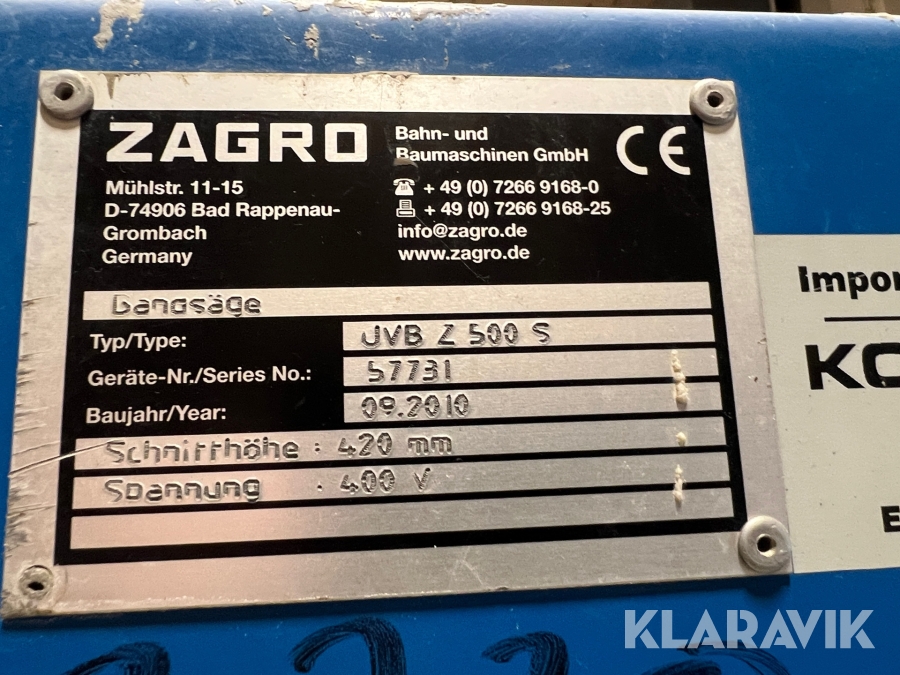 ZAGRO
Bahn- und
Baumaschinen GmbH
CE
Mühlstr. 11-15
D-74906 Bad Rappenau-
Grombach
Germany
☎ + 49 (0) 7266 9168-0
+ 49 (0) 7266 9168-25
info@zagro.de
www.zagro.de
Bandsäge
Typ/Type: UVB Z 500 S
Geräte-Nr./Series No.: 57731
Baujahr/Year: 09.2010
Schnitthöhe : 420 mm
Spannung : 400 V
Impor
KC
E
KLARAVIK